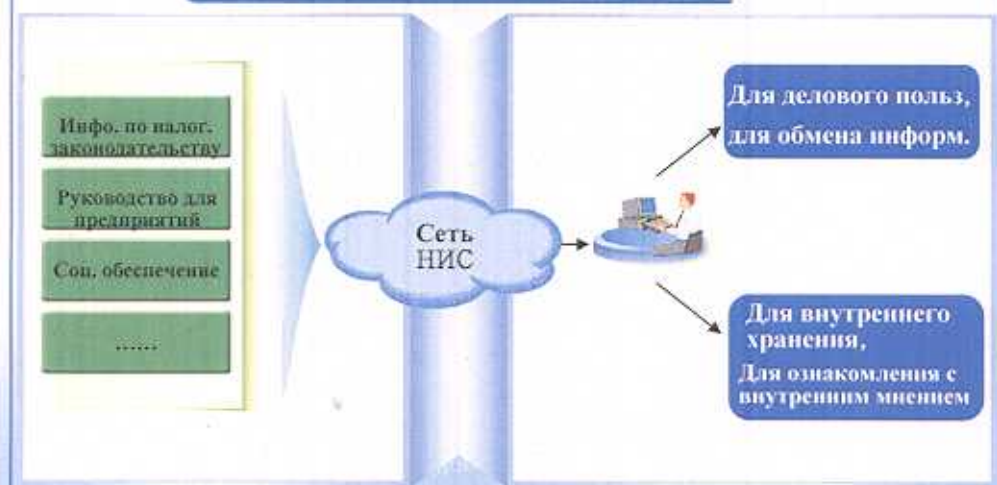 Инфо. по налог.
законодательству
Руководство для
предприятий
Соц. обеспечение
……
Сеть
НИС
Для делового польз,
для обмена информ.
Для внутреннего
хранения,
Для ознакомления с
внутренним мнением